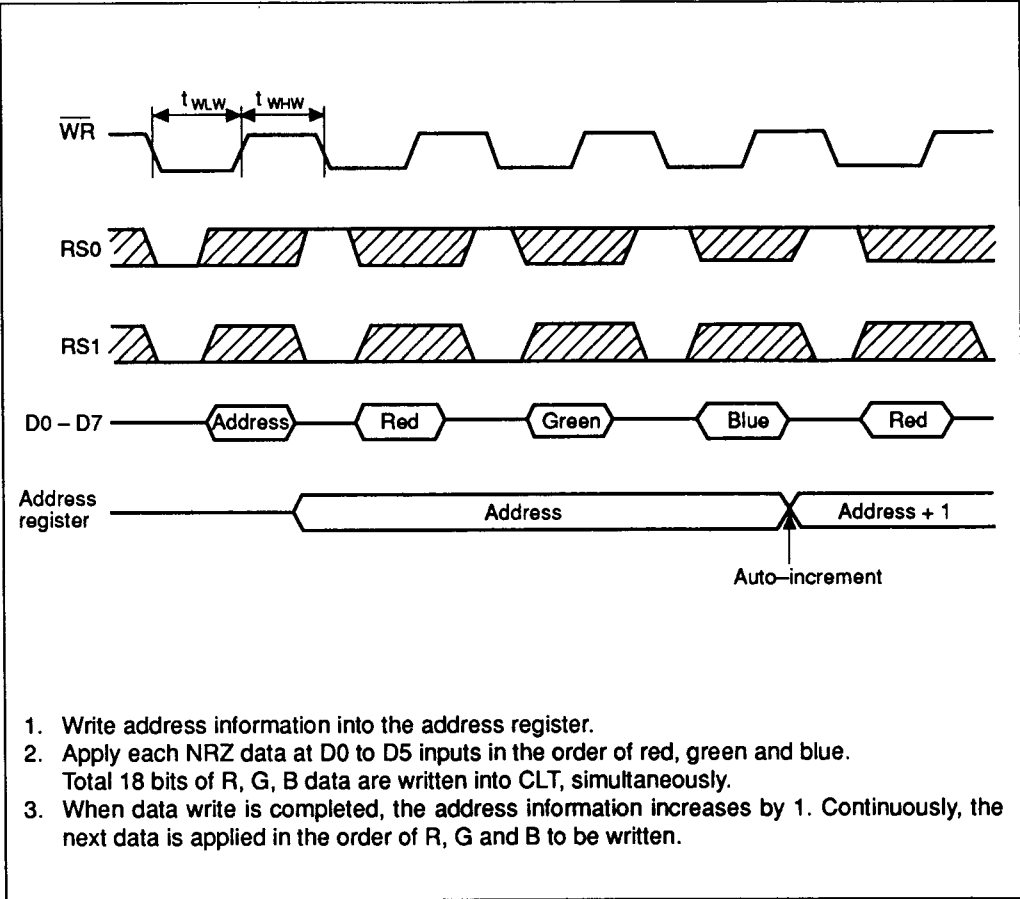 t WLW t WHW
WR
RS0
RS1
D0 – D7 Address Red Green Blue Red
Address
register
Address Address + 1
Auto–increment
1. Write address information into the address register.
2. Apply each NRZ data at D0 to D5 inputs in the order of red, green and blue.
Total 18 bits of R, G, B data are written into CLT, simultaneously.
3. When data write is completed, the address information increases by 1. Continuously, the
next data is applied in the order of R, G and B to be written.